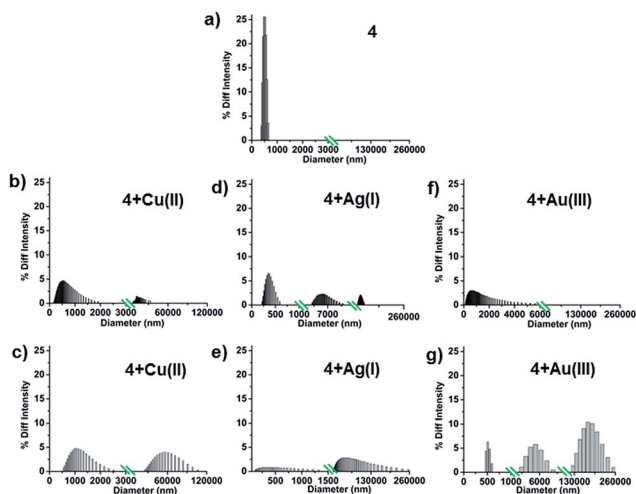 a)
4
% Diff Intensity
25
20
15
10
5
0
0 1000 2000 3000 130000 260000
Diameter (nm)
b)
4+Cu(II)
% Diff Intensity
25
20
15
10
5
0
0 1000 2000 3000 60000 120000
Diameter (nm)
d)
4+Ag(I)
% Diff Intensity
25
20
15
10
5
0
0 500 1000 7000 260000
Diameter (nm)
f)
4+Au(III)
% Diff Intensity
25
20
15
10
5
0
0 2000 4000 6000 130000 260000
Diameter (nm)
c)
4+Cu(II)
% Diff Intensity
25
20
15
10
5
0
0 1000 2000 3000 60000 120000
Diameter (nm)
e)
4+Ag(I)
% Diff Intensity
25
20
15
10
5
0
500 1000 1500 130000 260000
Diameter (nm)
g)
4+Au(III)
% Diff Intensity
25
20
15
10
5
0
0 500 1000 60000 130000 260000
Diameter (nm)